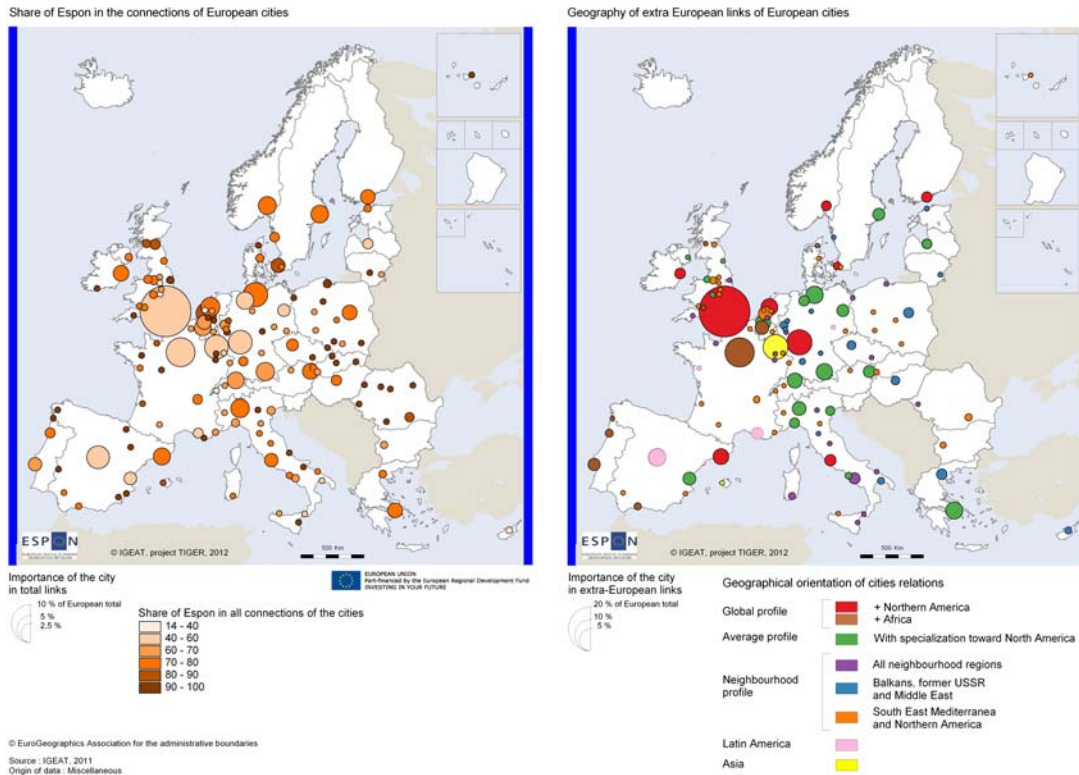 Share of Espon in the connections of European cities
ESPON
© IGEAT, project TIGER, 2012
500 Km
Importance of the city
in total links
10 % of European total
5 %
2.5 %
EUROPEAN UNION
Part-financed by the European Regional Development Fund
INVESTING IN YOUR FUTURE
Share of Espon in all connections of the cities
14 - 40
40 - 60
60 - 70
70 - 80
80 - 90
90 - 100
© EuroGeographics Association for the administrative boundaries
Source : IGEAT, 2011
Origin of data : Miscellaneous
Geography of extra European links of European cities
ESPON
© IGEAT, project TIGER, 2012
500 Km
Importance of the city
in extra-European links
20 % of European total
10 %
5 %
Geographical orientation of cities relations
Global profile
+ Northern America
+ Africa
Average profile
With specialization toward North America
Neighbourhood
profile
All neighbourhood regions
Balkans, former USSR
and Middle East
South East Mediterranea
and Northern America
Latin America
Asia